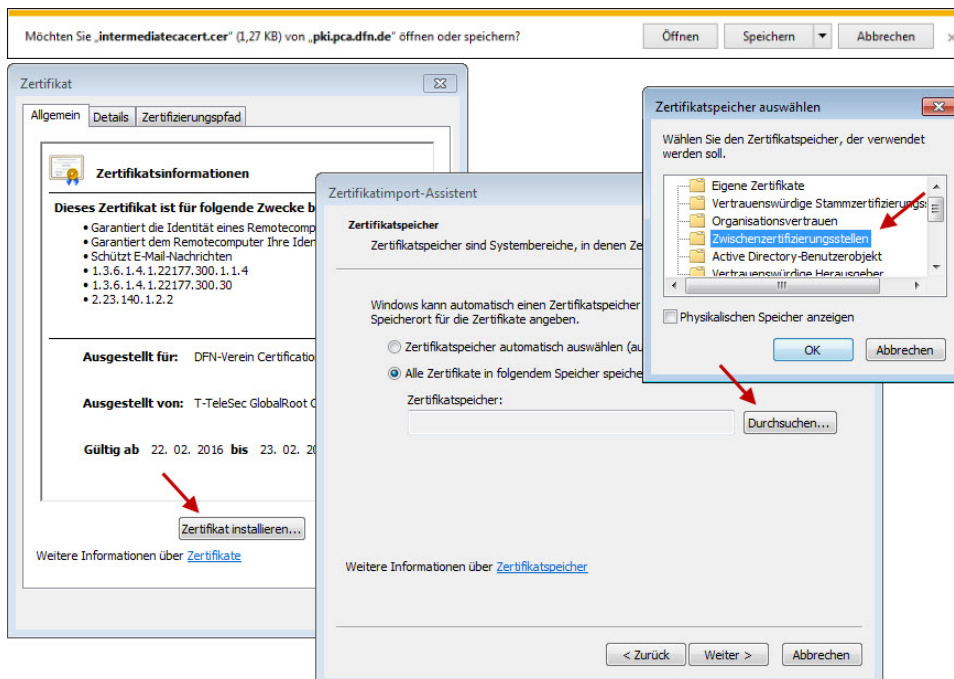 Möchten Sie „intermediatecacert.cer“ (1,27 KB) von „pki.pca.dfn.de“ öffnen oder speichern?
Öffnen
Speichern
Abbrechen
Zertifikat
Allgemein
Details
Zertifizierungspfad
Zertifikatsinformationen
Dieses Zertifikat ist für folgende Zwecke b
• Garantiert die Identität eines Remotecomp
• Garantiert dem Remotecomputer Ihre Iden
• Schützt E-Mail-Nachrichten
• 1.3.6.1.4.1.22177.300.1.1.4
• 1.3.6.1.4.1.22177.300.30
• 2.23.140.1.2.2
Ausgestellt für: DFN-Verein Certification
Ausgestellt von: T-TeleSec GlobalRoot C
Gültig ab 22. 02. 2016 bis 23. 02. 20
Zertifikat installieren...
Weitere Informationen über Zertifikate
Zertifikatimport-Assistent
Zertifikatspeicher
Zertifikatspeicher sind Systembereiche, in denen Ze
Windows kann automatisch einen Zertifikatspeicher
Speicherort für die Zertifikate angeben.
Zertifikatspeicher automatisch auswählen (au
Alle Zertifikate in folgendem Speicher speiche
Zertifikatspeicher:
Durchsuchen...
Weitere Informationen über Zertifikatspeicher
< Zurück
Weiter >
Abbrechen
Zertifikatspeicher auswählen
Wählen Sie den Zertifikatspeicher, der verwendet
werden soll.
Eigene Zertifikate
Vertrauenswürdige Stammzertifizierungss
Organisationsvertrauen
Zwischenzertifizierungsstellen
Active Directory-Benutzerobjekt
Vertrauenswürdige Herausgeber
Physikalischen Speicher anzeigen
OK
Abbrechen